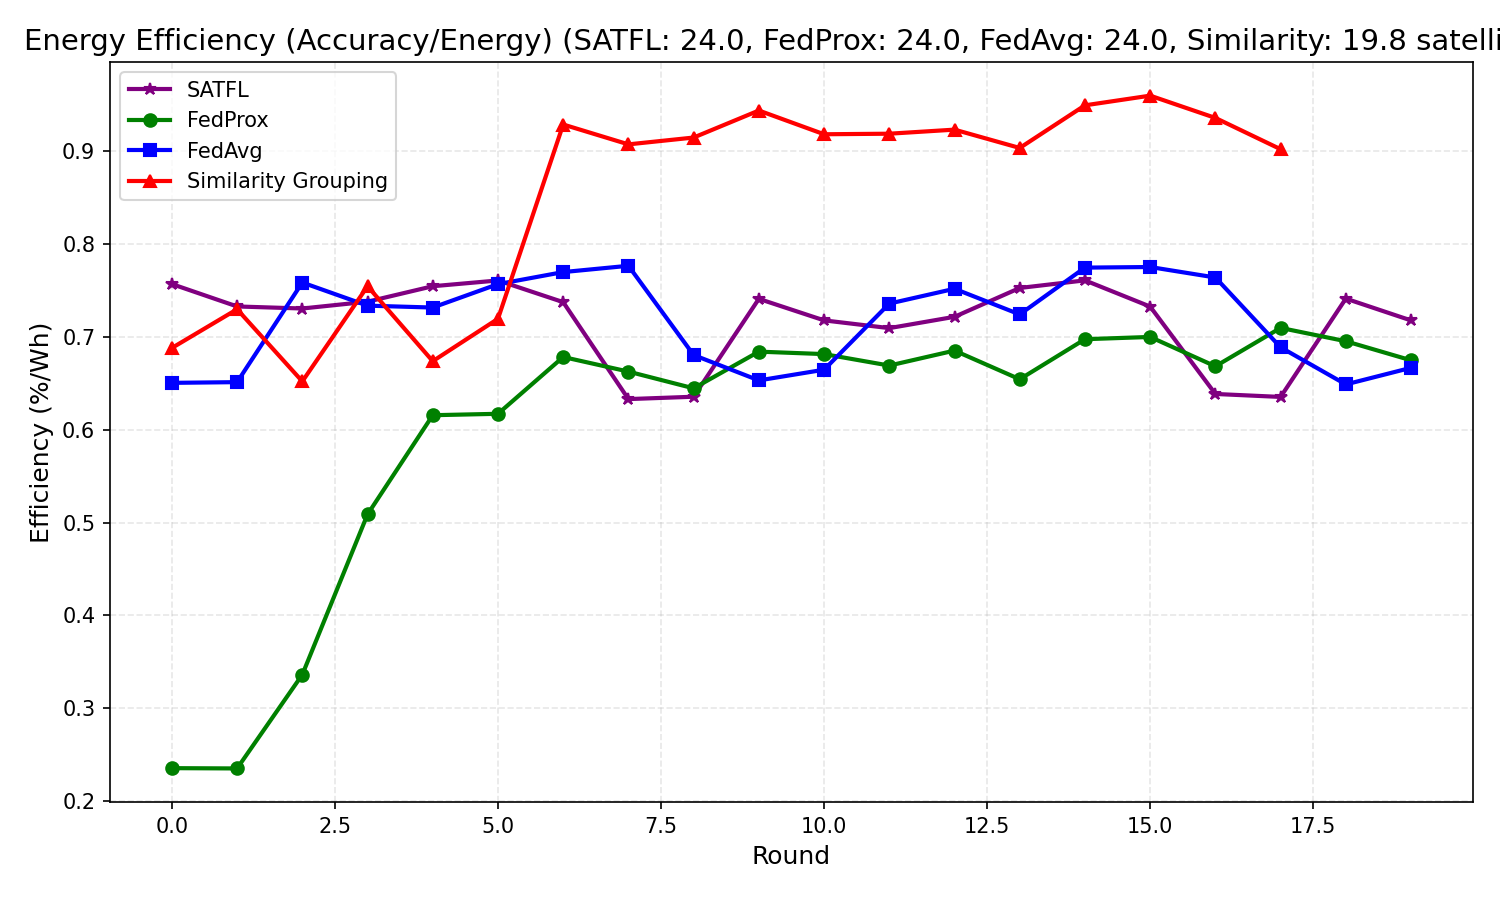 Energy Efficiency (Accuracy/Energy) (SATFL: 24.0, FedProx: 24.0, FedAvg: 24.0, Similarity: 19.8 satelli
SATFL
FedProx
FedAvg
Similarity Grouping
Efficiency (%/Wh)
0.9
0.8
0.7
0.6
0.5
0.4
0.3
0.2
0.0 2.5 5.0 7.5 10.0 12.5 15.0 17.5
Round